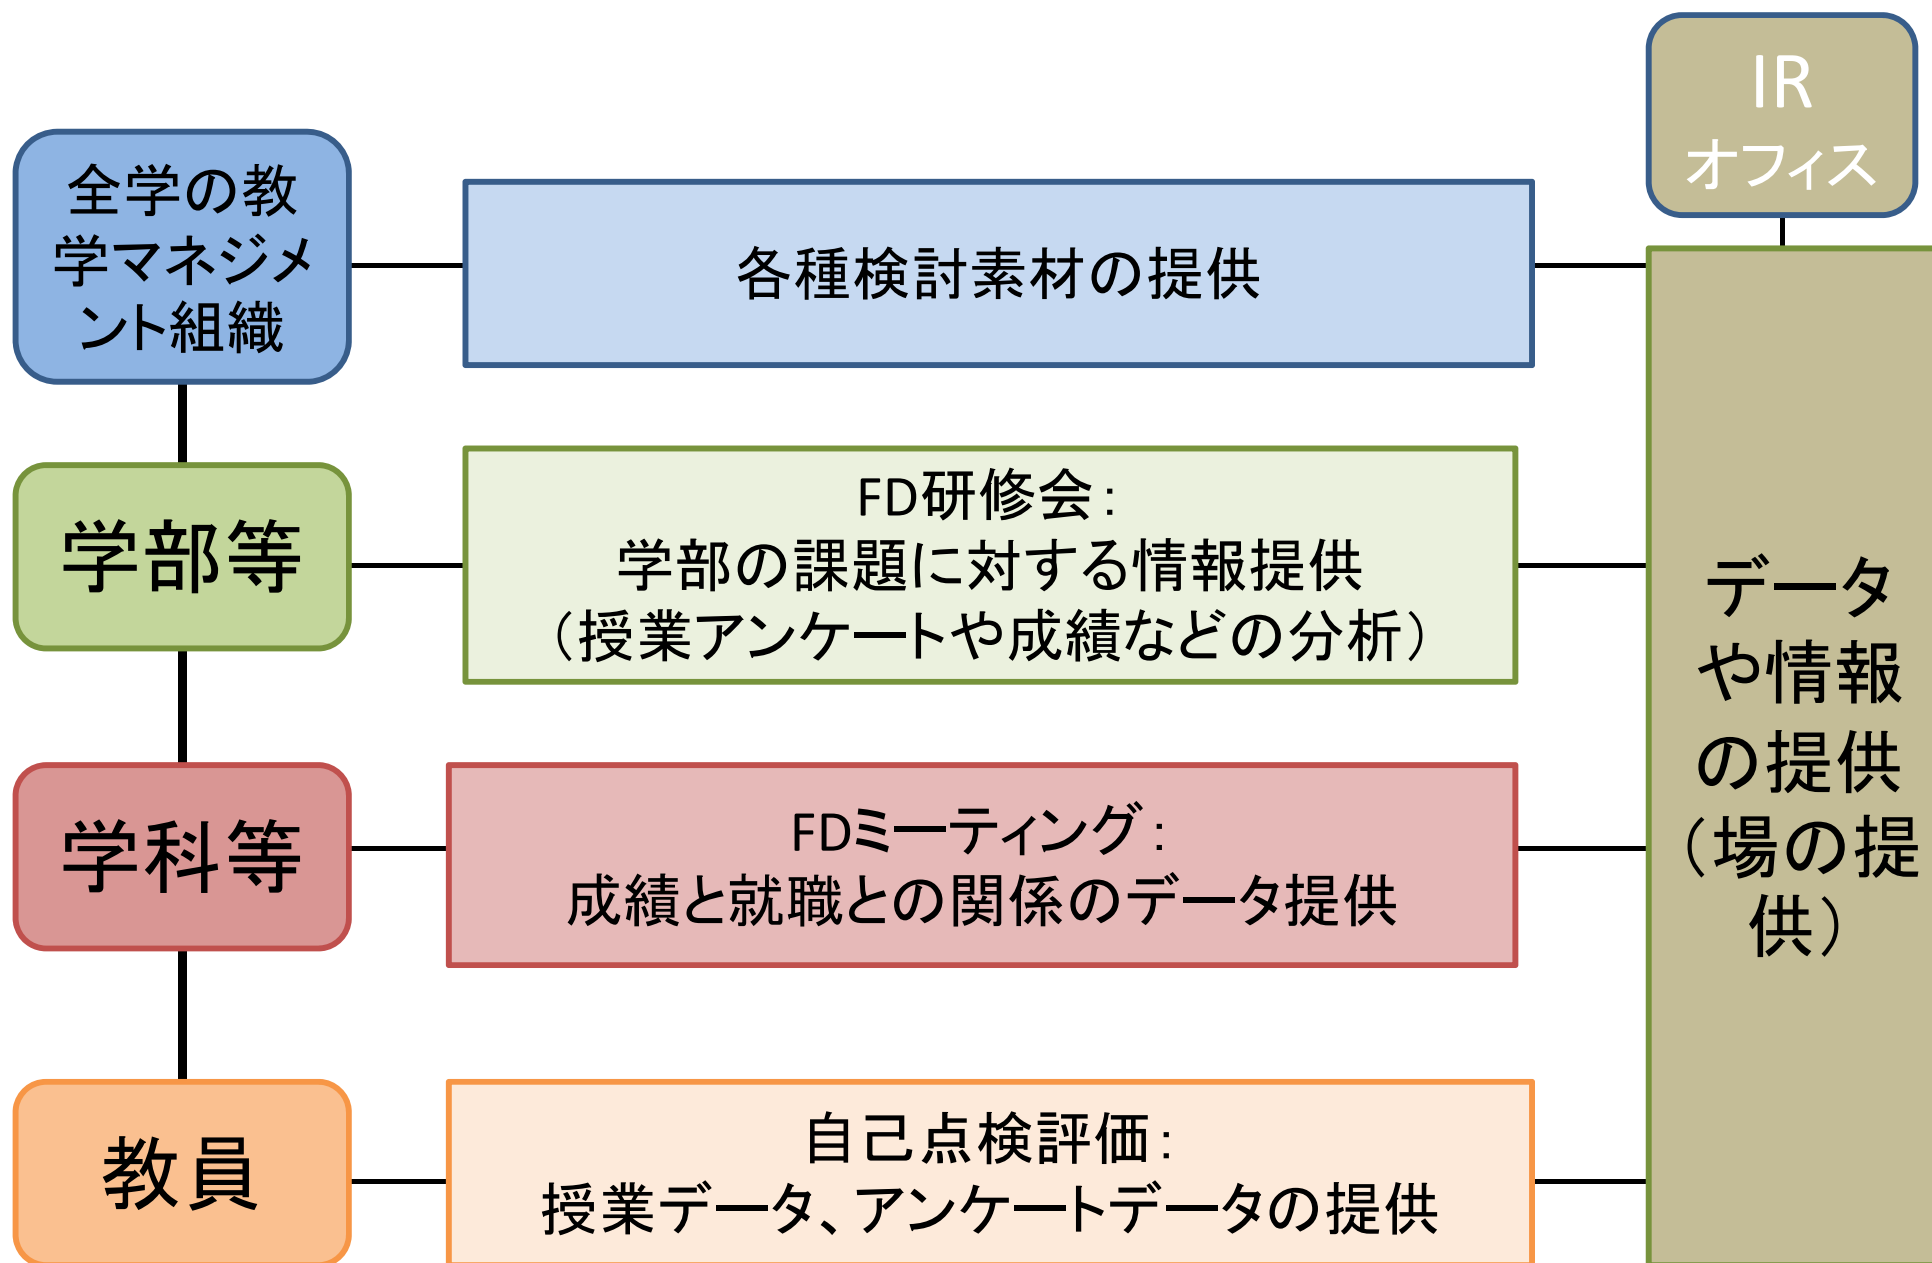 IR
オフィス
全学の教
学マネジメ
ント組織
各種検討素材の提供
学部等
FD研修会：
学部の課題に対する情報提供
（授業アンケートや成績などの分析）
学科等
FDミーティング：
成績と就職との関係のデータ提供
教員
自己点検評価：
授業データ、アンケートデータの提供
データ
や情報
の提供
（場の提
供）